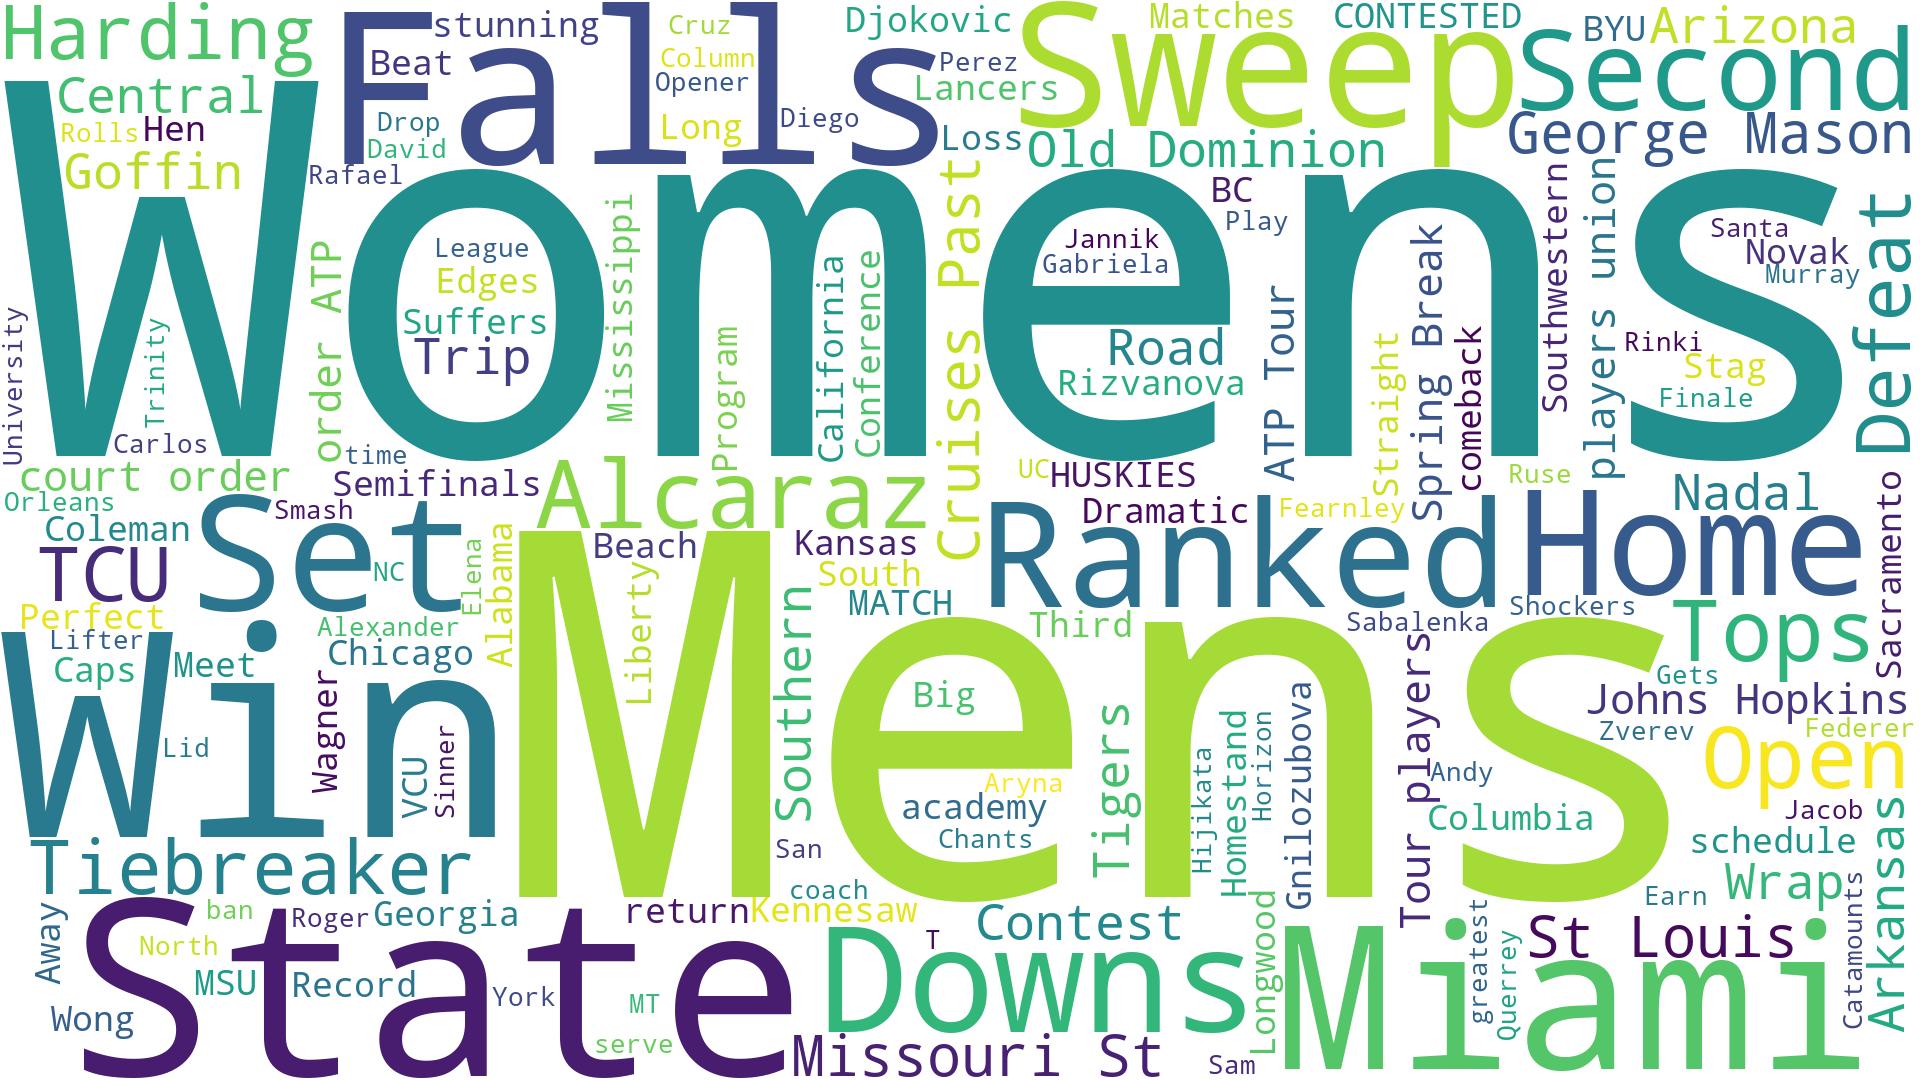 Harding
Falls
stunning
Cruz
Djokovic
Sweep
Matches
CONTESTED
Second
BYU
Arizona
Beat
Column
Opener
Perez
Lancers
Central
Rolls
Hen
Drop
David
Long
Diego
Loss
Old Dominion
George Mason
Goffin
Rafael
Womens
Mississippi
Cruises Past
BC
Play
Southwestern
players union
Defeat
Santa
Novak
Murray
League
Edges
Suffers
Trip
order ATP
Program
California
Conference
Jannik
Gabriela
Road
Rizvanova
ATP Tour
Straight
Spring Break
comeback
Rinki
Stag
Finale
University
Trinity
Carlos
court order
time
Semifinals
Alcaraz
UC
HUSKIES
Ruse
Nadal
Sacramento
Orleans
Coleman
Set
Smash
Dramatic
Fearnley
Ranked
Home
TCU
NC
Elena
Alabama
Beach
Kansas
South
MATCH
Liberty
Southern
Mens
Third
Sabalenka
Shockers
Tops
Perfect
Lifter
Caps
Meet
Alexander
Chicago
Win
Lid
Wagner
VCU
Sinner
Big
Tigers
Gets
Johns Hopkins
Zverev
Federer
Open
Aryna
academy
Chants
Hijikata
Homestand
Horizon
Gnilozubova
Tour players
Andy
Columbia
Jacob
schedule
Arkansas
Tiebreaker
San
coach
Wrap
Earn
Catamounts
Away
ban
Roger
Georgia
return
Kennesaw
T
Contest
Longwood
greatest
Querrey
St Louis
North
MSU
Record
State
York
MT
Downs
Miami
Wong
serve
Missouri St
Sam